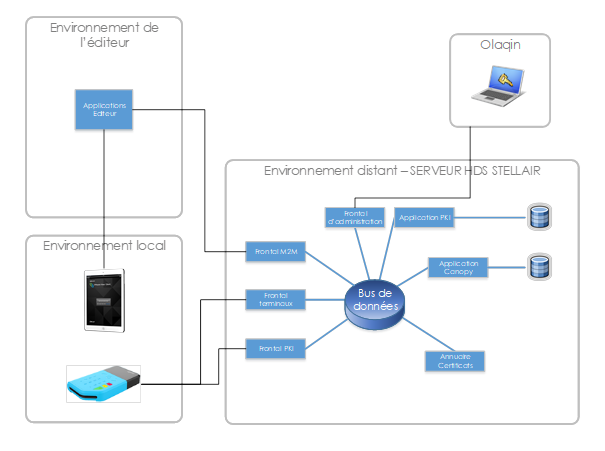 Environnement de
l'éditeur
Applications
Editeur
Olaqin
Environnement distant – SERVEUR HDS STELLAIR
Frontal
d'administration
Application PKI
Environnement local
Frontal M2M
Application
Canopy
Frontal
terminaux
Bus de
données
Frontal PKI
Annuaire
Certificats